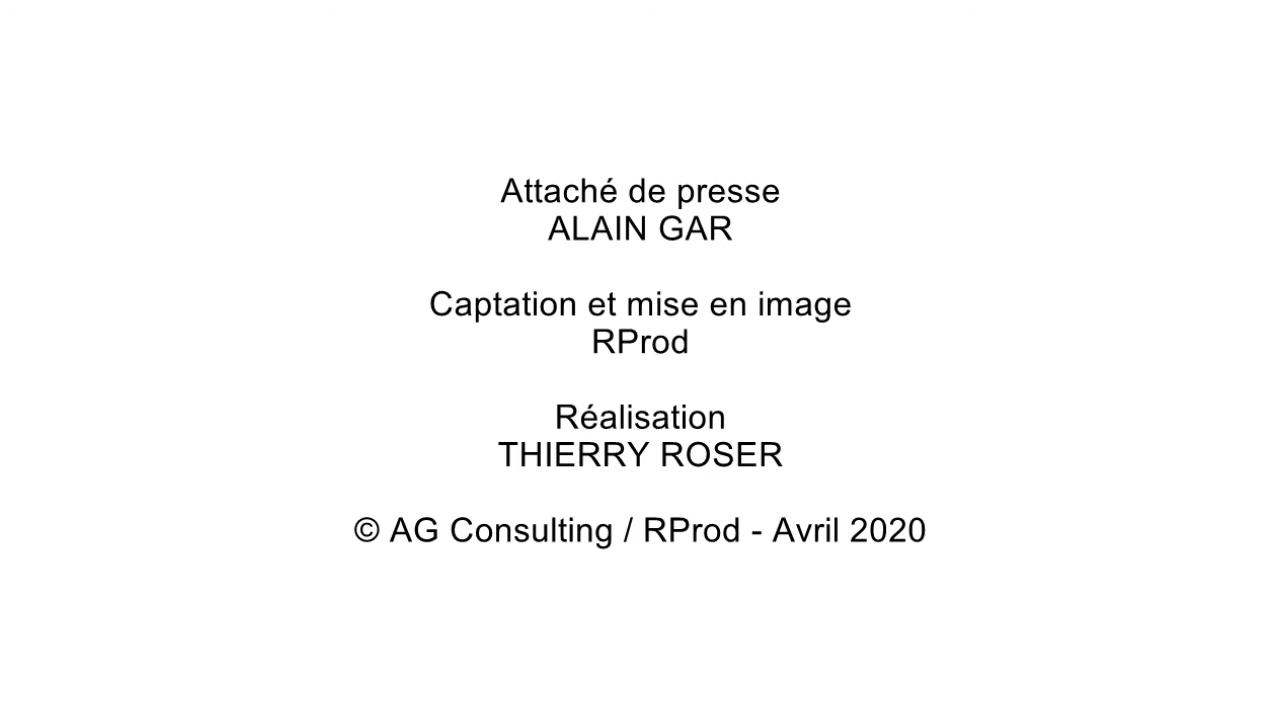 Attaché de presse
ALAIN GAR
Captation et mise en image
RProd
Réalisation
THIERRY ROSER
© AG Consulting / RProd - Avril 2020